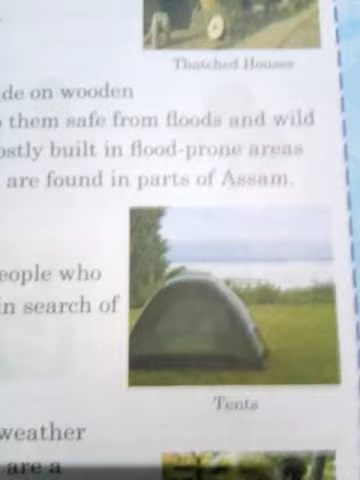 Thatched Houses
de on wooden
them safe from floods and wild
ostly built in flood-prone areas
are found in parts of Assam.
eople who
in search of
Tents
weather
are a